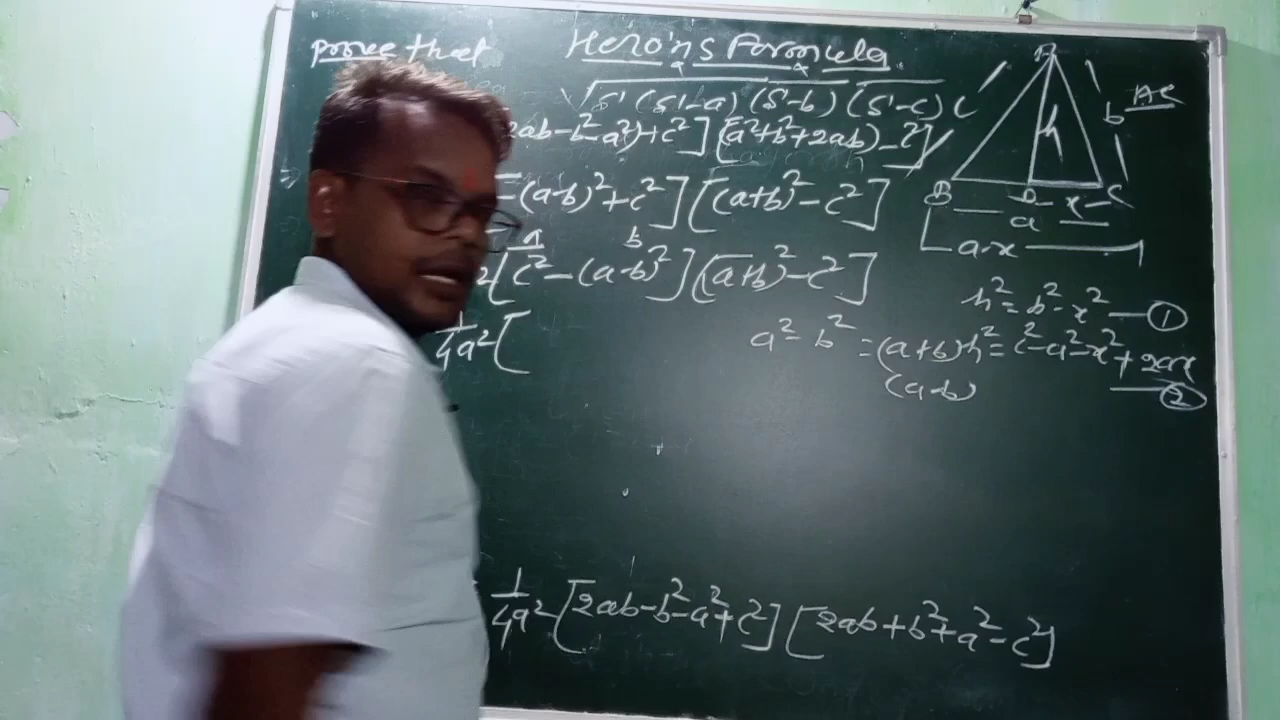 prove that Hero'ns Formula
√S (S-a) (S-b) (S-c)
2ab-b²-a²)+c²] [(a²+b²+2ab)-c²]
-(a-b)²+c²] [(a+b)²-c²]
a b
²[c²-(a-b)²] [(a+b)²-c²]
1/4a² [
a²-b²=(a+b)
(a-b)
1/4a² [2ab-b²-a²+c²] [2ab+b²+a²-c²]
c b
h
B D x C
a
a-x
h²=b²-x² — ①
h²=c²-a²-x²+2ax
— ②